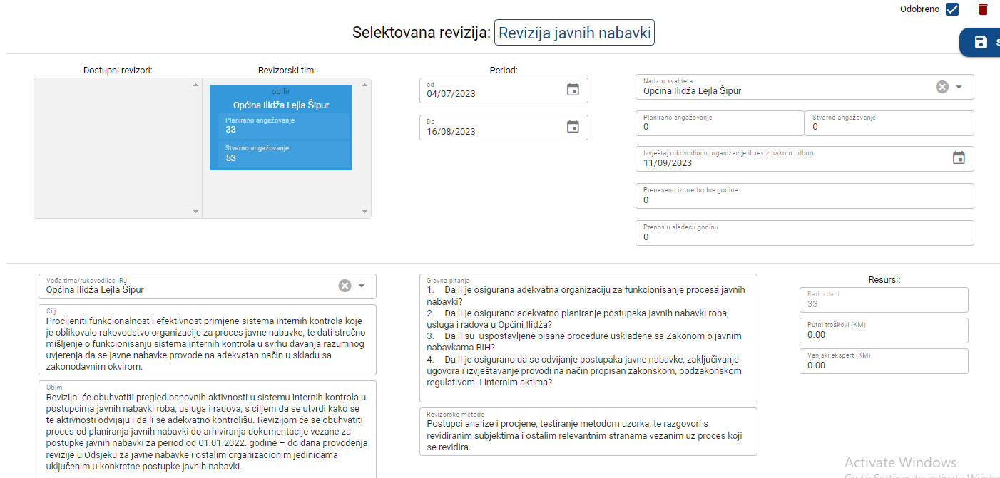 Odobreno
Selektovana revizija: Revizija javnih nabavki
S
Dostupni revizori:
Revizorski tim:
opilir
Općina Ilidža Lejla Šipur
Planirano angažovanje
33
Stvarno angažovanje
53
Period:
od
04/07/2023
Do
16/08/2023
Nadzor kvaliteta
Općina Ilidža Lejla Šipur
Planirano angažovanje
0
Stvarno angažovanje
0
Izvještaj rukovodiocu organizacije ili revizorskom odboru
11/09/2023
Preneseno iz prethodne godine
0
Prenos u sledeću godinu
0
Vođa tima/rukovodilac IRJ
Općina Ilidža Lejla Šipur
Cilj
Procijeniti funkcionalnost i efektivnost primjene sistema internih kontrola koje
je oblikovalo rukovodstvo organizacije za proces javne nabavke, te dati stručno
mišljenje o funkcionisanju sistema internih kontrola u svrhu davanja razumnog
uvjerenja da se javne nabavke provode na adekvatan način u skladu sa
zakonodavnim okvirom.
Obim
Revizija  će obuhvatiti pregled osnovnih aktivnosti u sistemu internih kontrola u
postupcima javnih nabavki roba, usluga i radova, s ciljem da se utvrdi kako se
te aktivnosti odvijaju i da li se adekvatno kontrolišu. Revizijom će se obuhvatiti
proces od planiranja javnih nabavki do arhiviranja dokumentacije vezane za
postupke javnih nabavki za period od 01.01.2022. godine – do dana provođenja
revizije u Odsjeku za javne nabavke i ostalim organizacionim jedinicama
uključenim u konkretne postupke javnih nabavki.
Glavna pitanja
1.    Da li je osigurana adekvatna organizaciju za funkcionisanje procesa javnih
nabavki?
2.    Da li je osigurano adekvatno planiranje postupaka javnih nabavki roba,
usluga i radova u Općini Ilidža?
3.    Da li su  uspostavljene pisane procedure usklađene sa Zakonom o javnim
nabavkama BiH?
4.    Da li je osigurano da se odvijanje postupaka javne nabavke, zaključivanje
ugovora i izvještavanje provodi na način propisan zakonskom, podzakonskom
regulativom  i internim aktima?
Revizorske metode
Postupci analize i procjene, testiranje metodom uzorka, te razgovori s
revidiranim subjektima i ostalim relevantnim stranama vezanim uz proces koji
se revidira.
Resursi:
Radni dani
33
Putni troškovi (KM)
0.00
Vanjski ekspert (KM)
0.00
Activate Windows
Go to Settings to activate Windo